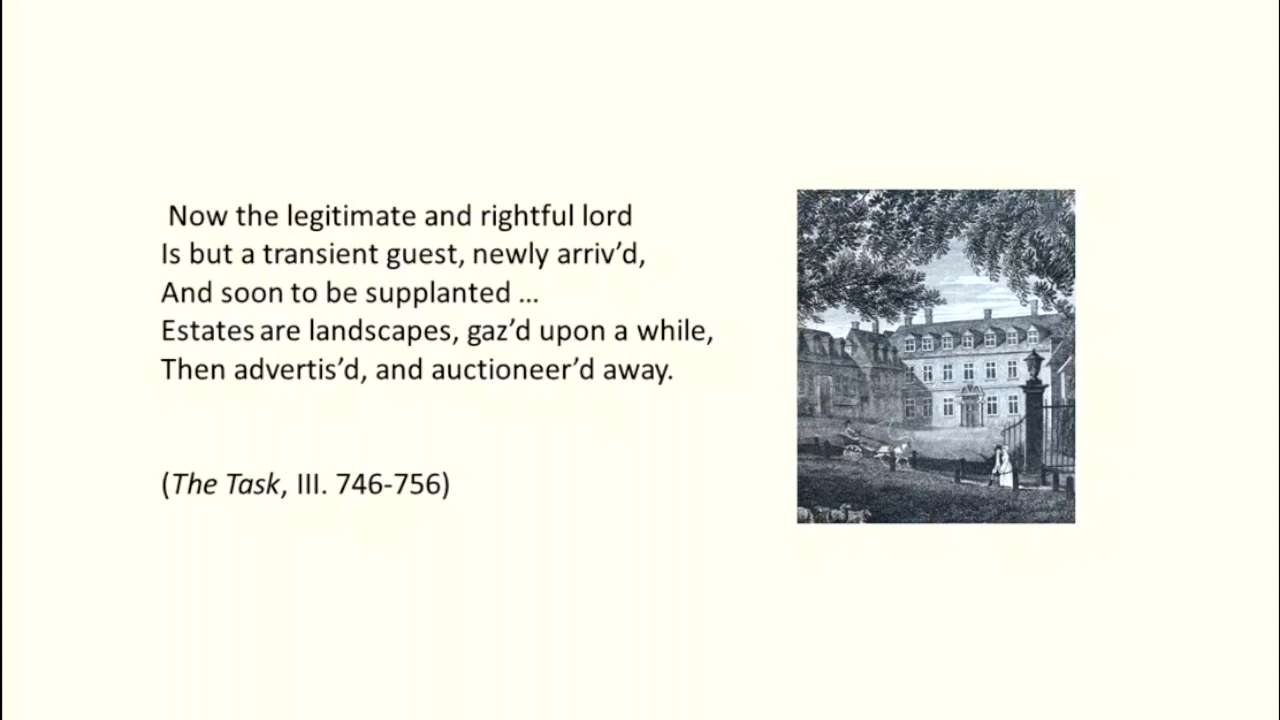 Now the legitimate and rightful lord
Is but a transient guest, newly arriv’d,
And soon to be supplanted ...
Estates are landscapes, gaz’d upon a while,
Then advertis’d, and auctioneer’d away.
(The Task, III. 746-756)